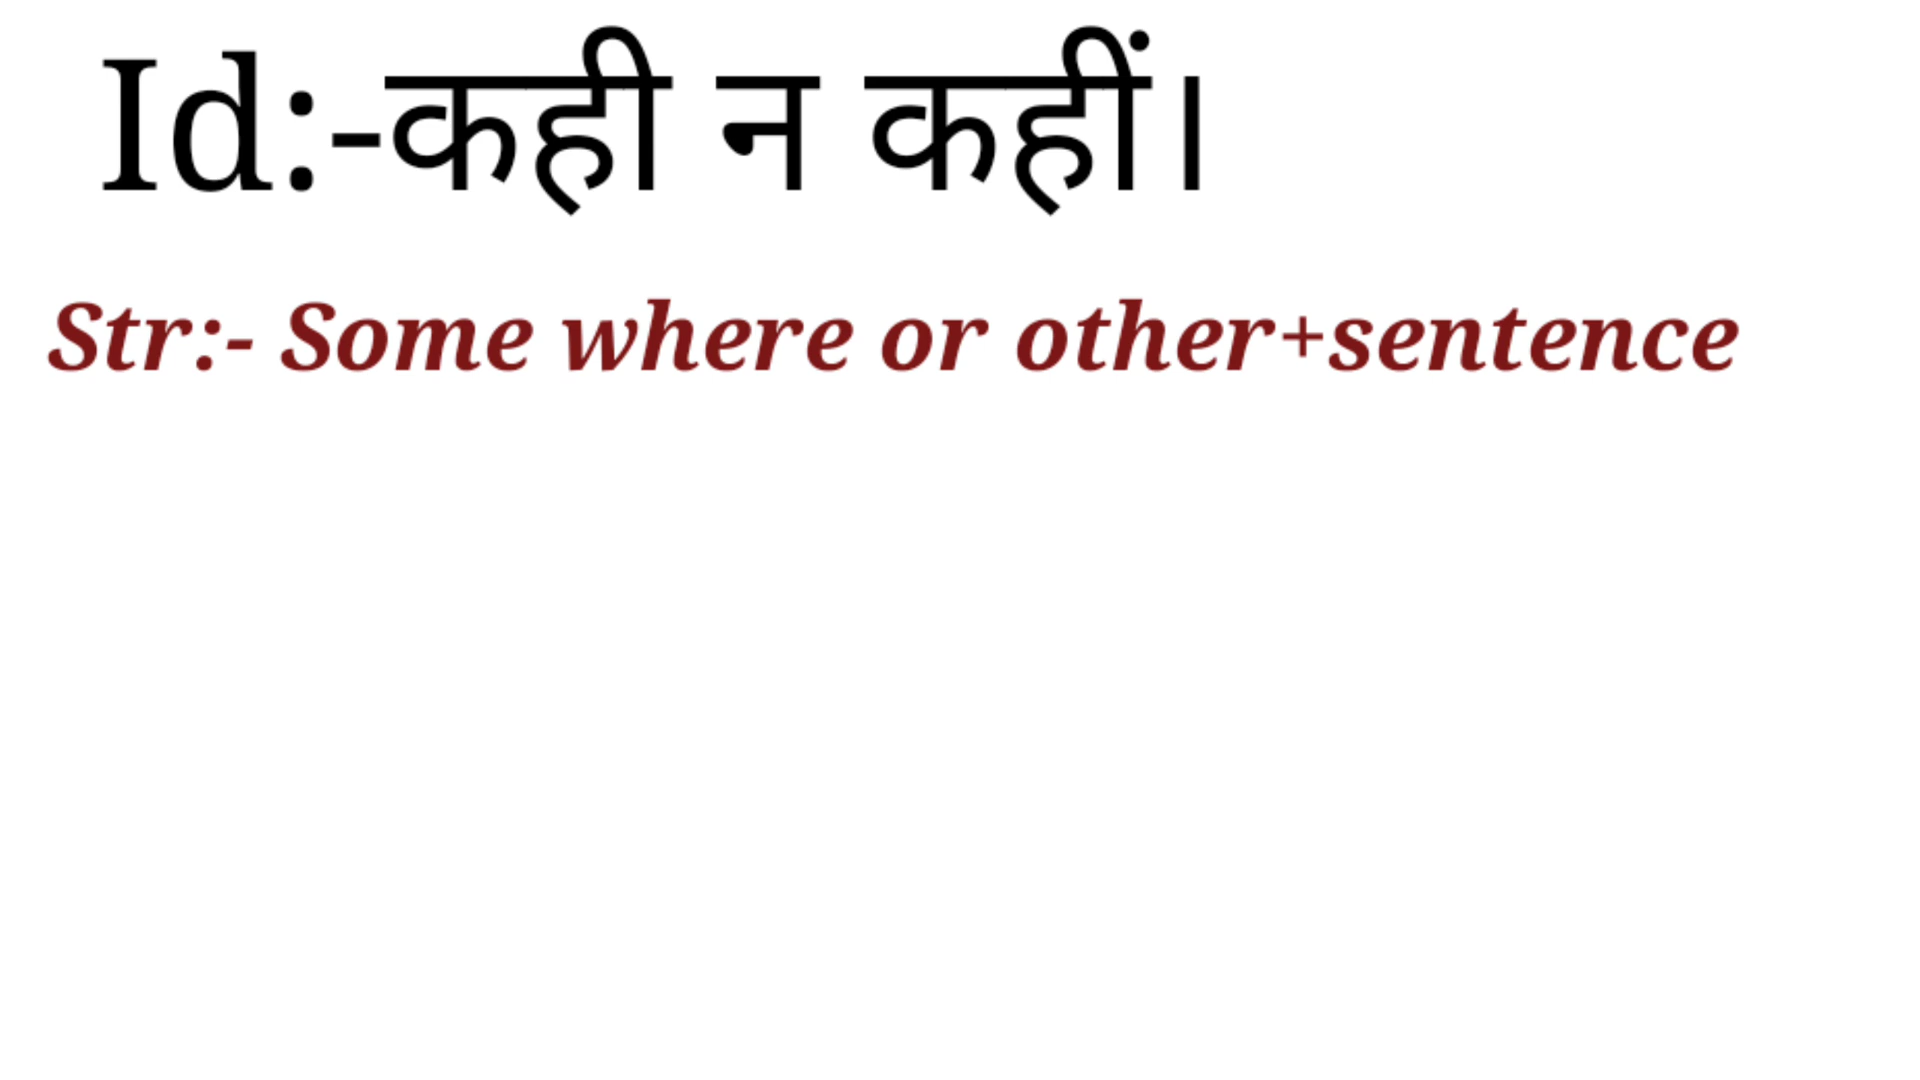 Id:-कही न कहीं।
Str:- Some where or other+sentence